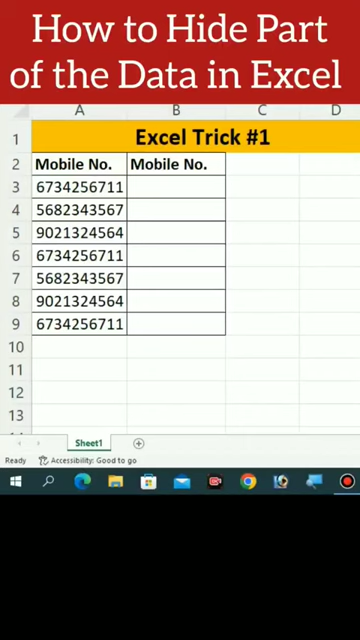 How to Hide Part
of the Data in Excel
A B C D
1 Excel Trick #1
2 Mobile No. Mobile No.
3 6734256711
4 5682343567
5 9021324564
6 6734256711
7 5682343567
8 9021324564
9 6734256711
10
11
12
13
Sheet1
Ready Accessibility: Good to go